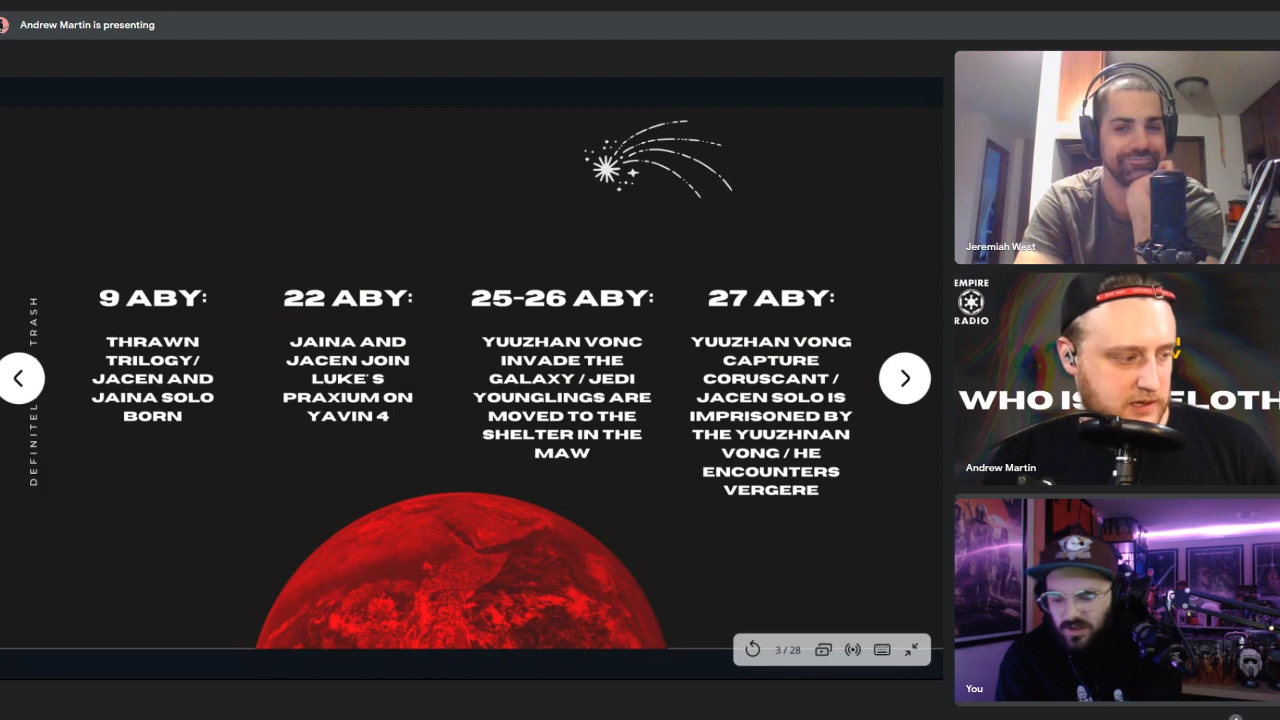 Andrew Martin is presenting
DEFINITEL TRASH
9 ABY:
THRAWN
TRILOGY/
JACEN AND
JAINA SOLO
BORN
22 ABY:
JAINA AND
JACEN JOIN
LUKE'S
PRAXIUM ON
YAVIN 4
25-26 ABY:
YUUZHAN VONC
INVADE THE
GALAXY / JEDI
YOUNGLINGS ARE
MOVED TO THE
SHELTER IN THE
MAW
27 ABY:
YUUZHAN VONG
CAPTURE
CORUSCANT /
JACEN SOLO IS
IMPRISONED BY
THE YUUZHNAN
VONG / HE
ENCOUNTERS
VERGERE
3 / 28
Jeremiah West
EMPIRE
RADIO
WHO IS FLOTH
Andrew Martin
You